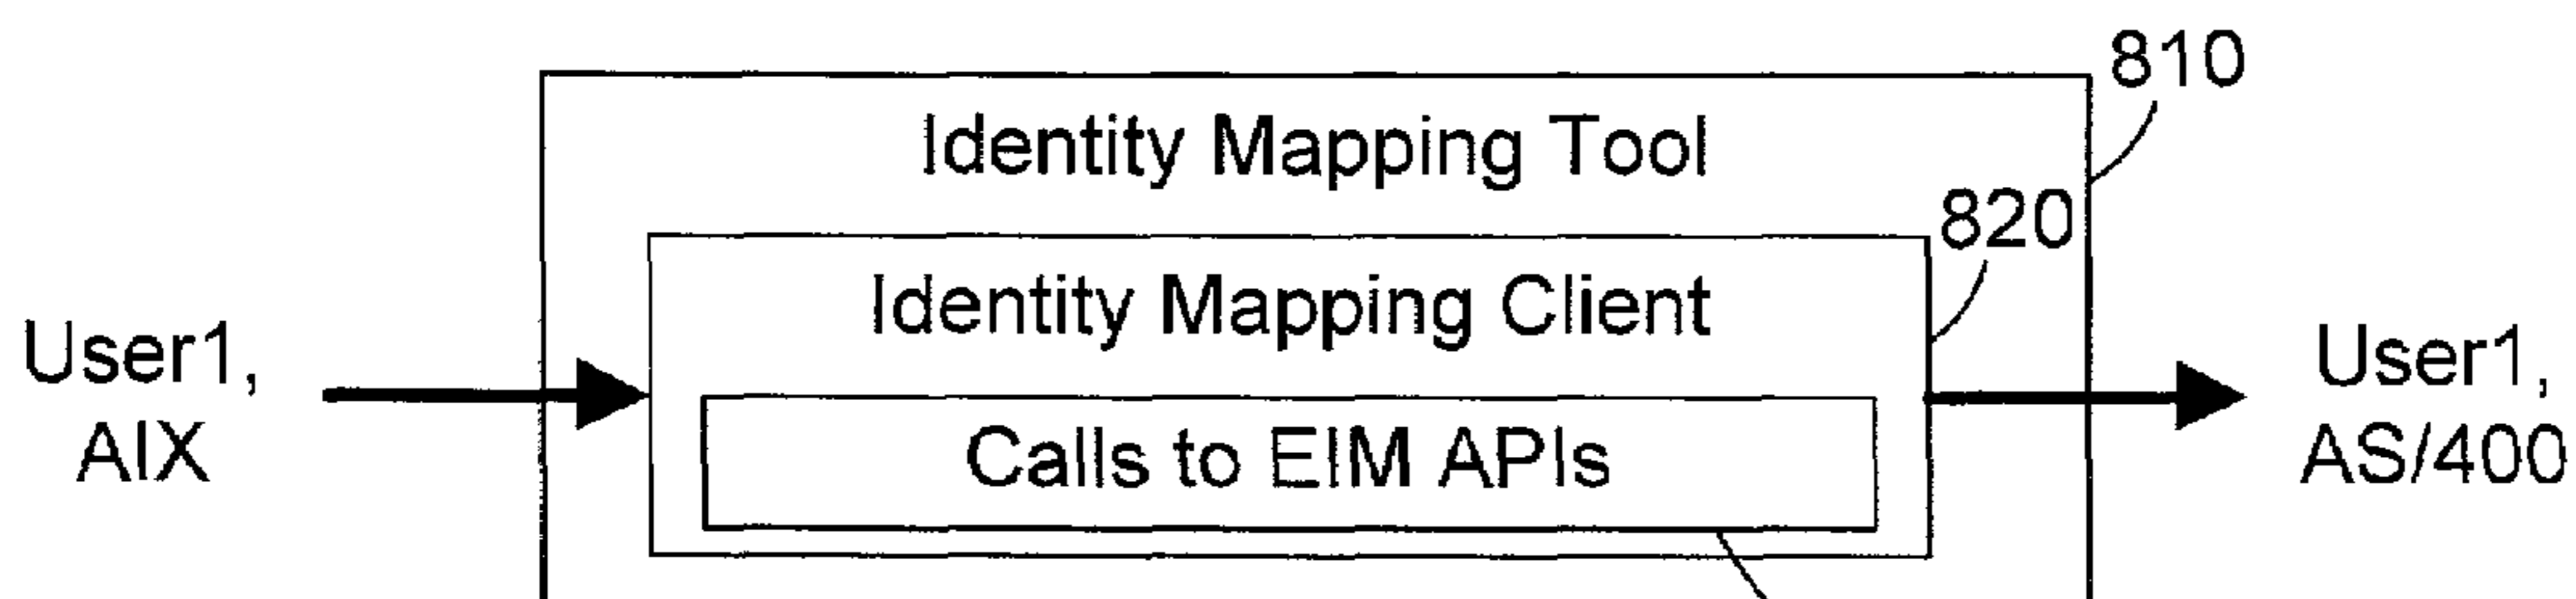 810
Identity Mapping Tool
820
Identity Mapping Client
User1,
AIX
Calls to EIM APIs
User1,
AS/400